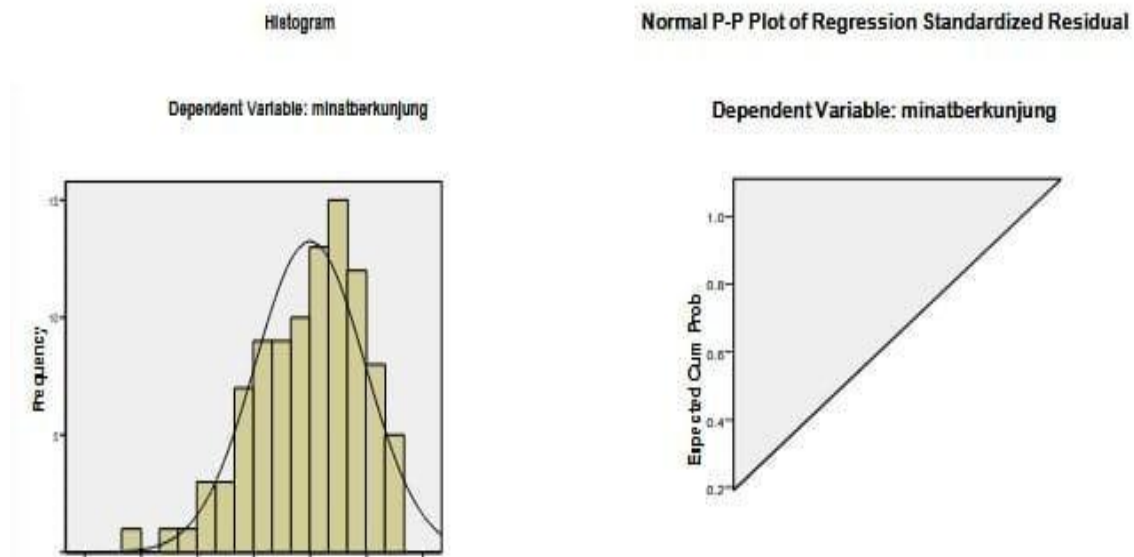 Histogram
Normal P-P Plot of Regression Standardized Residual
Dependent Variable: minatberkunjung
Dependent Variable: minatberkunjung
Frequency
Expected Cum Prob
1.0
0.8
0.6
0.4
0.2